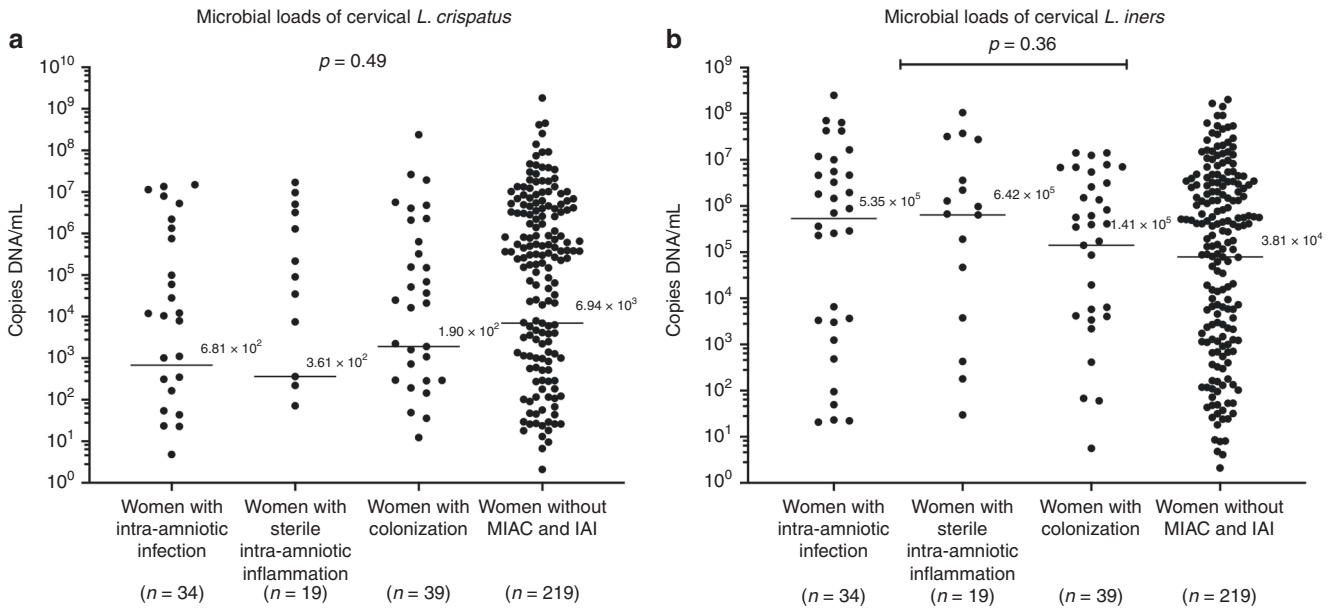 Microbial loads of cervical L. crispatus
a
p = 0.49
Copies DNA/mL
10^10
10^9
10^8
10^7
10^6
10^5
10^4
10^3
10^2
10^1
10^0
6.81 × 10^2
3.61 × 10^2
1.90 × 10^2
6.94 × 10^3
Women with intra-amniotic infection
(n = 34)
Women with sterile intra-amniotic inflammation
(n = 19)
Women with colonization
(n = 39)
Women without MIAC and IAI
(n = 219)
Microbial loads of cervical L. iners
b
p = 0.36
Copies DNA/mL
10^9
10^8
10^7
10^6
10^5
10^4
10^3
10^2
10^1
10^0
5.35 × 10^5
6.42 × 10^5
1.41 × 10^5
3.81 × 10^4
Women with intra-amniotic infection
(n = 34)
Women with sterile intra-amniotic inflammation
(n = 19)
Women with colonization
(n = 39)
Women without MIAC and IAI
(n = 219)